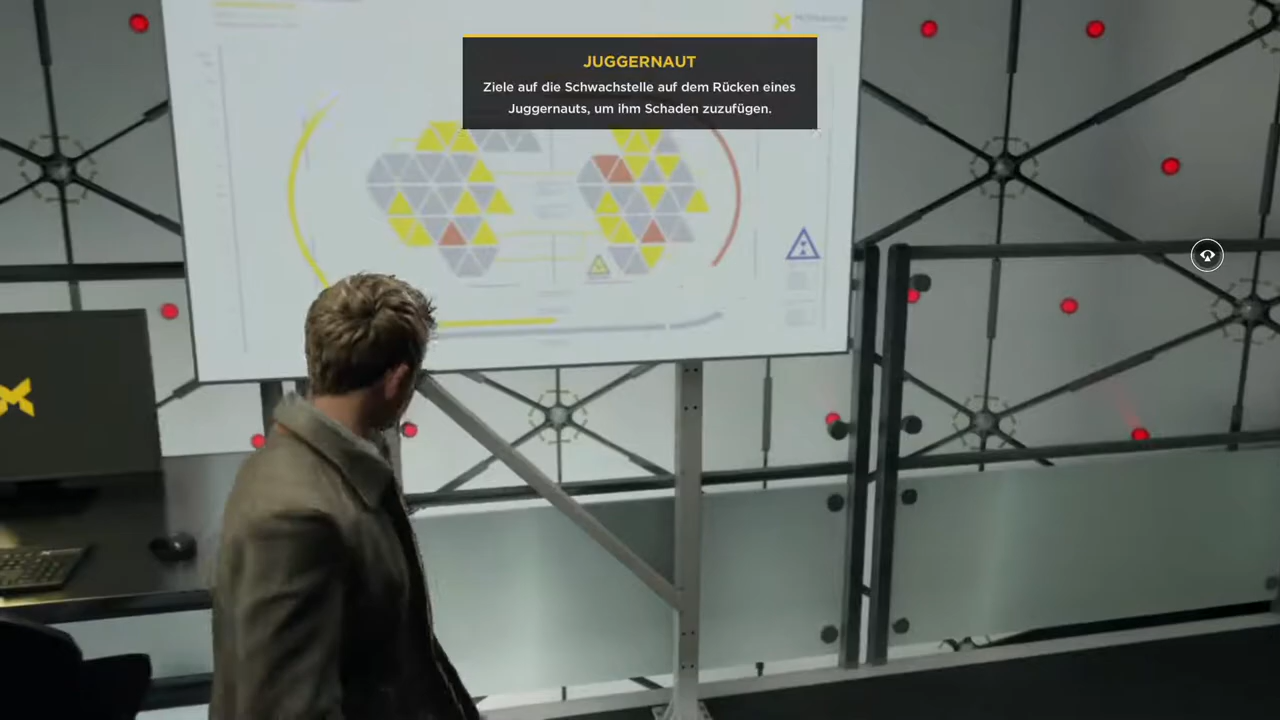 JUGGERNAUT
Ziele auf die Schwachstelle auf dem Rücken eines
Juggernauts, um ihm Schaden zuzufügen.